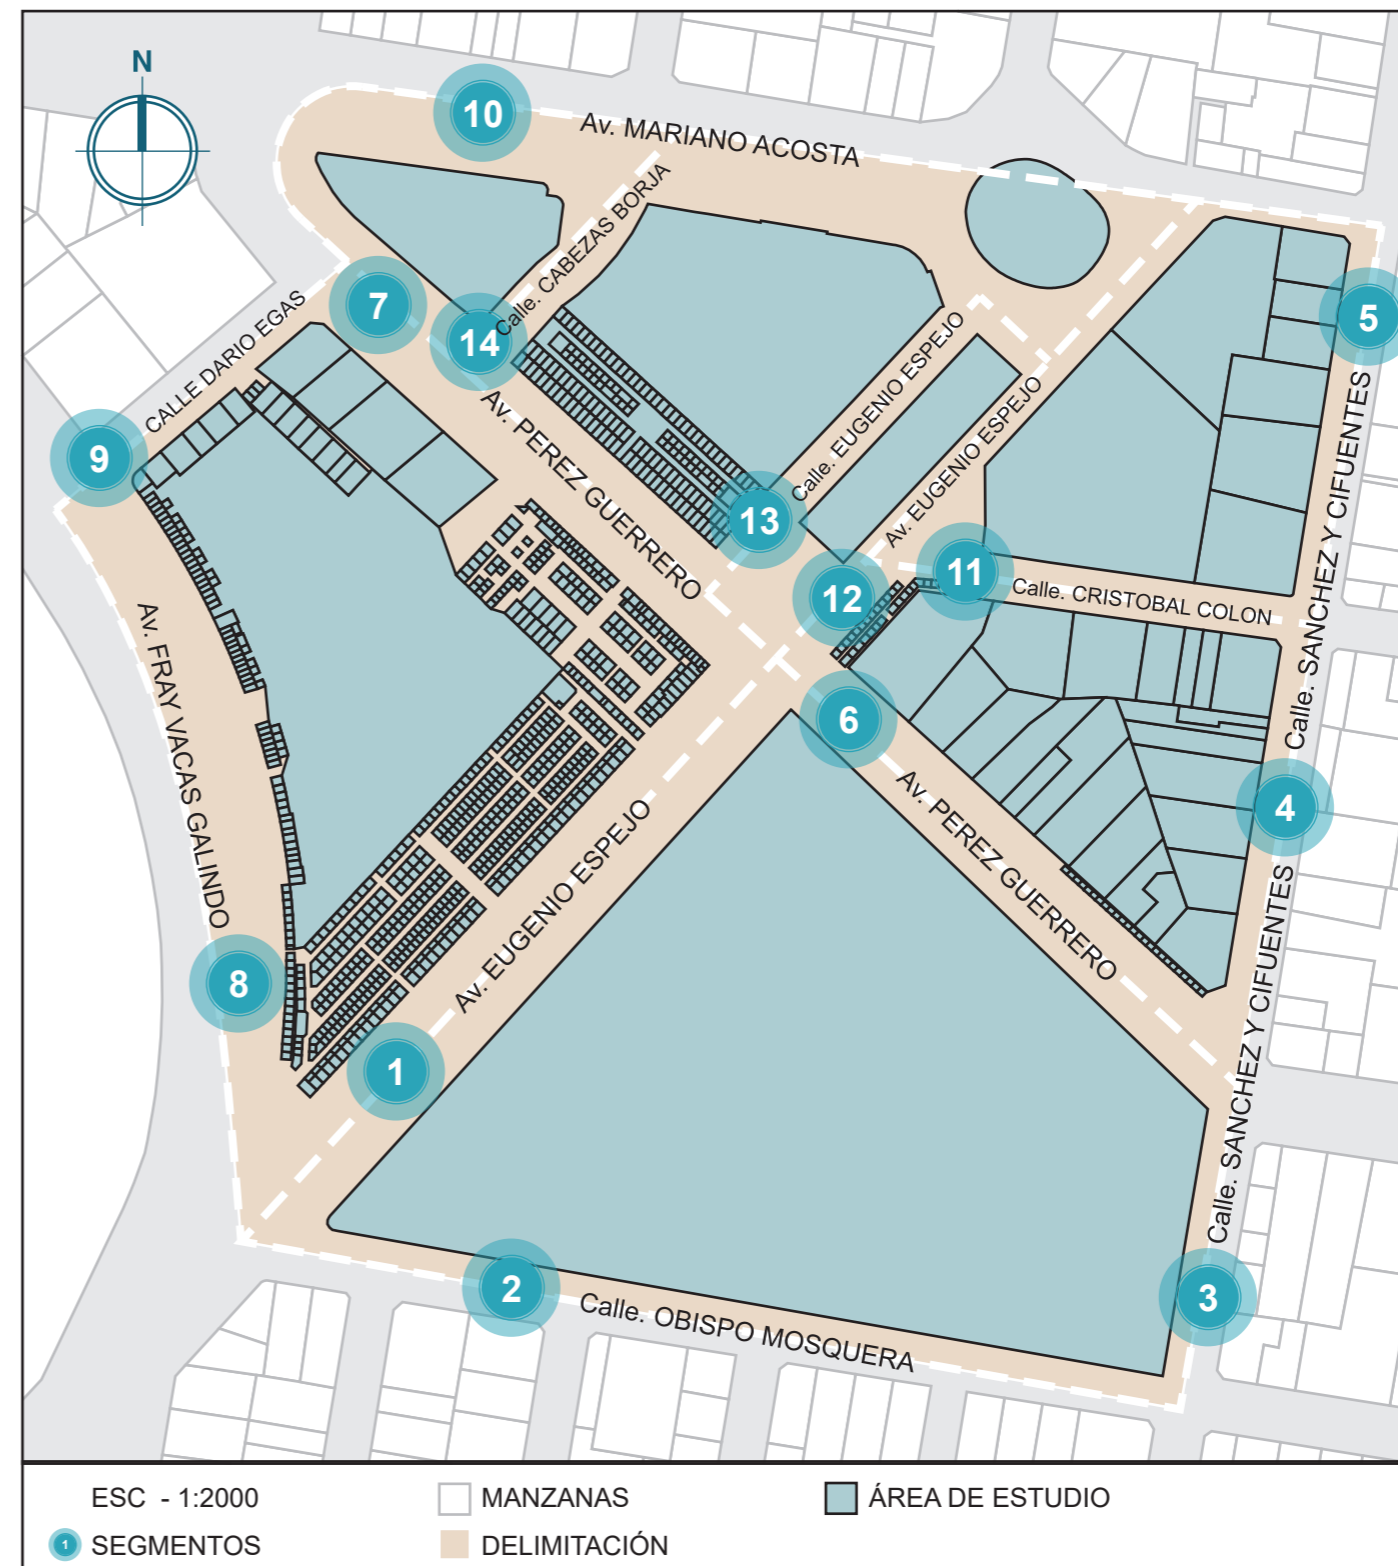 N
10
Av. MARIANO ACOSTA
Calle. CABEZAS BORJA
7
14
5
CALLE DARIO EGAS
Calle. EUGENIO ESPEJO
Av. EUGENIO ESPEJO
Av. PEREZ GUERRERO
9
13
Calle. SANCHEZ Y CIFUENTES
12
11
Calle. CRISTOBAL COLON
Av. FRAY VACAS GALINDO
6
Av. PEREZ GUERRERO
4
Av. EUGENIO ESPEJO
8
1
Calle. SANCHEZ Y CIFUENTES
2
Calle. OBISPO MOSQUERA
3
ESC - 1:2000
MANZANAS
ÁREA DE ESTUDIO
1
SEGMENTOS
DELIMITACIÓN